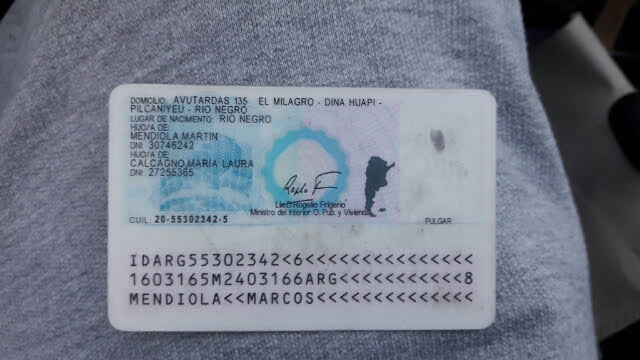 DOMICILIO: AVUTARDAS 135 EL MILAGRO - DINA HUAPI -
PILCANIYEU - RIO NEGRO
LUGAR DE NACIMIENTO: RIO NEGRO
HIJO/A DE:
MENDIOLA MARTIN
DNI: 30746242
HIJO/A DE:
CALCAGNO MARIA LAURA
DNI: 27255365
Lic.D.Rogelio Frigerio
Ministro del Interior O. Pub. y Vivienda
CUIL: 20-55302342-5
PULGAR
IDARG55302342<6<<<<<<<<<<<<<<<
1603165M2403166ARG<<<<<<<<<<<8
MENDIOLA<<MARCOS<<<<<<<<<<<<<<